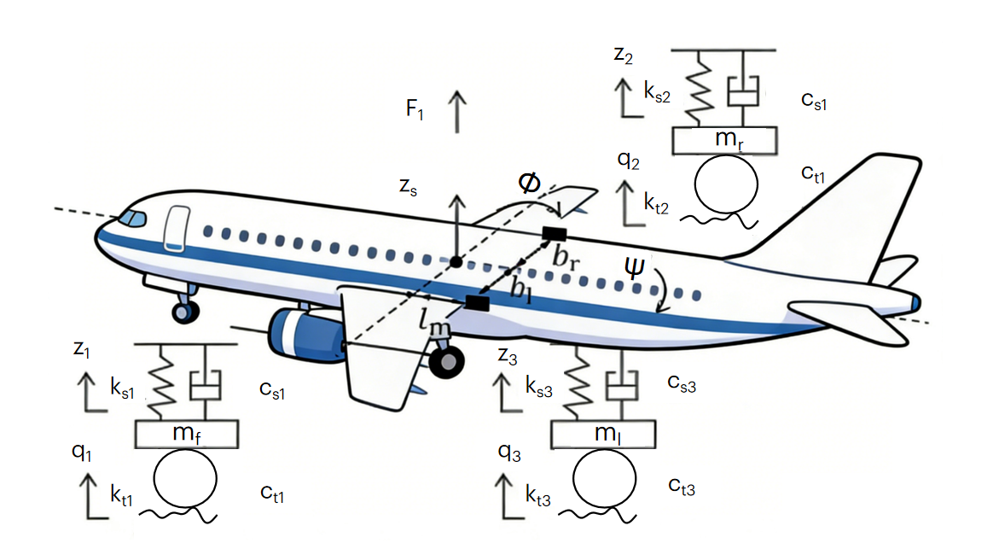 z₂
kₛ₂
cₛ₁
mᵣ
q₂
kₜ₂
cₜ₁
F₁
zₛ
Φ
bᵣ
bₗ
ψ
lₘ
z₁
kₛ₁
cₛ₁
m_f
q₁
kₜ₁
cₜ₁
z₃
kₛ₃
cₛ₃
mₗ
q₃
kₜ₃
cₜ₃